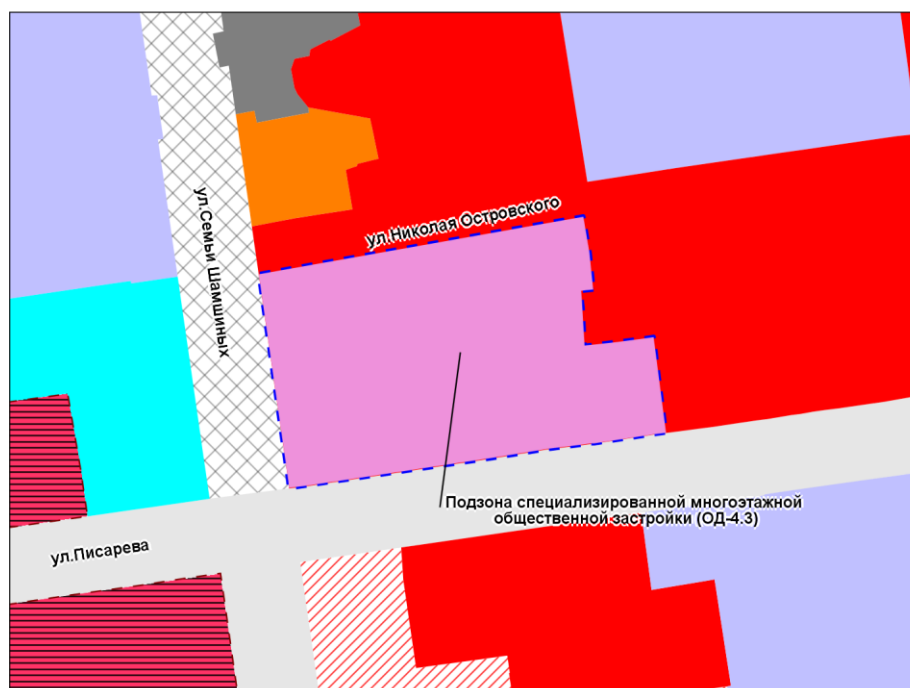 ул.Николая Островского
ул.Семьи Шамшиных
Подзона специализированной многоэтажной
общественной застройки (ОД-4.3)
ул.Писарева